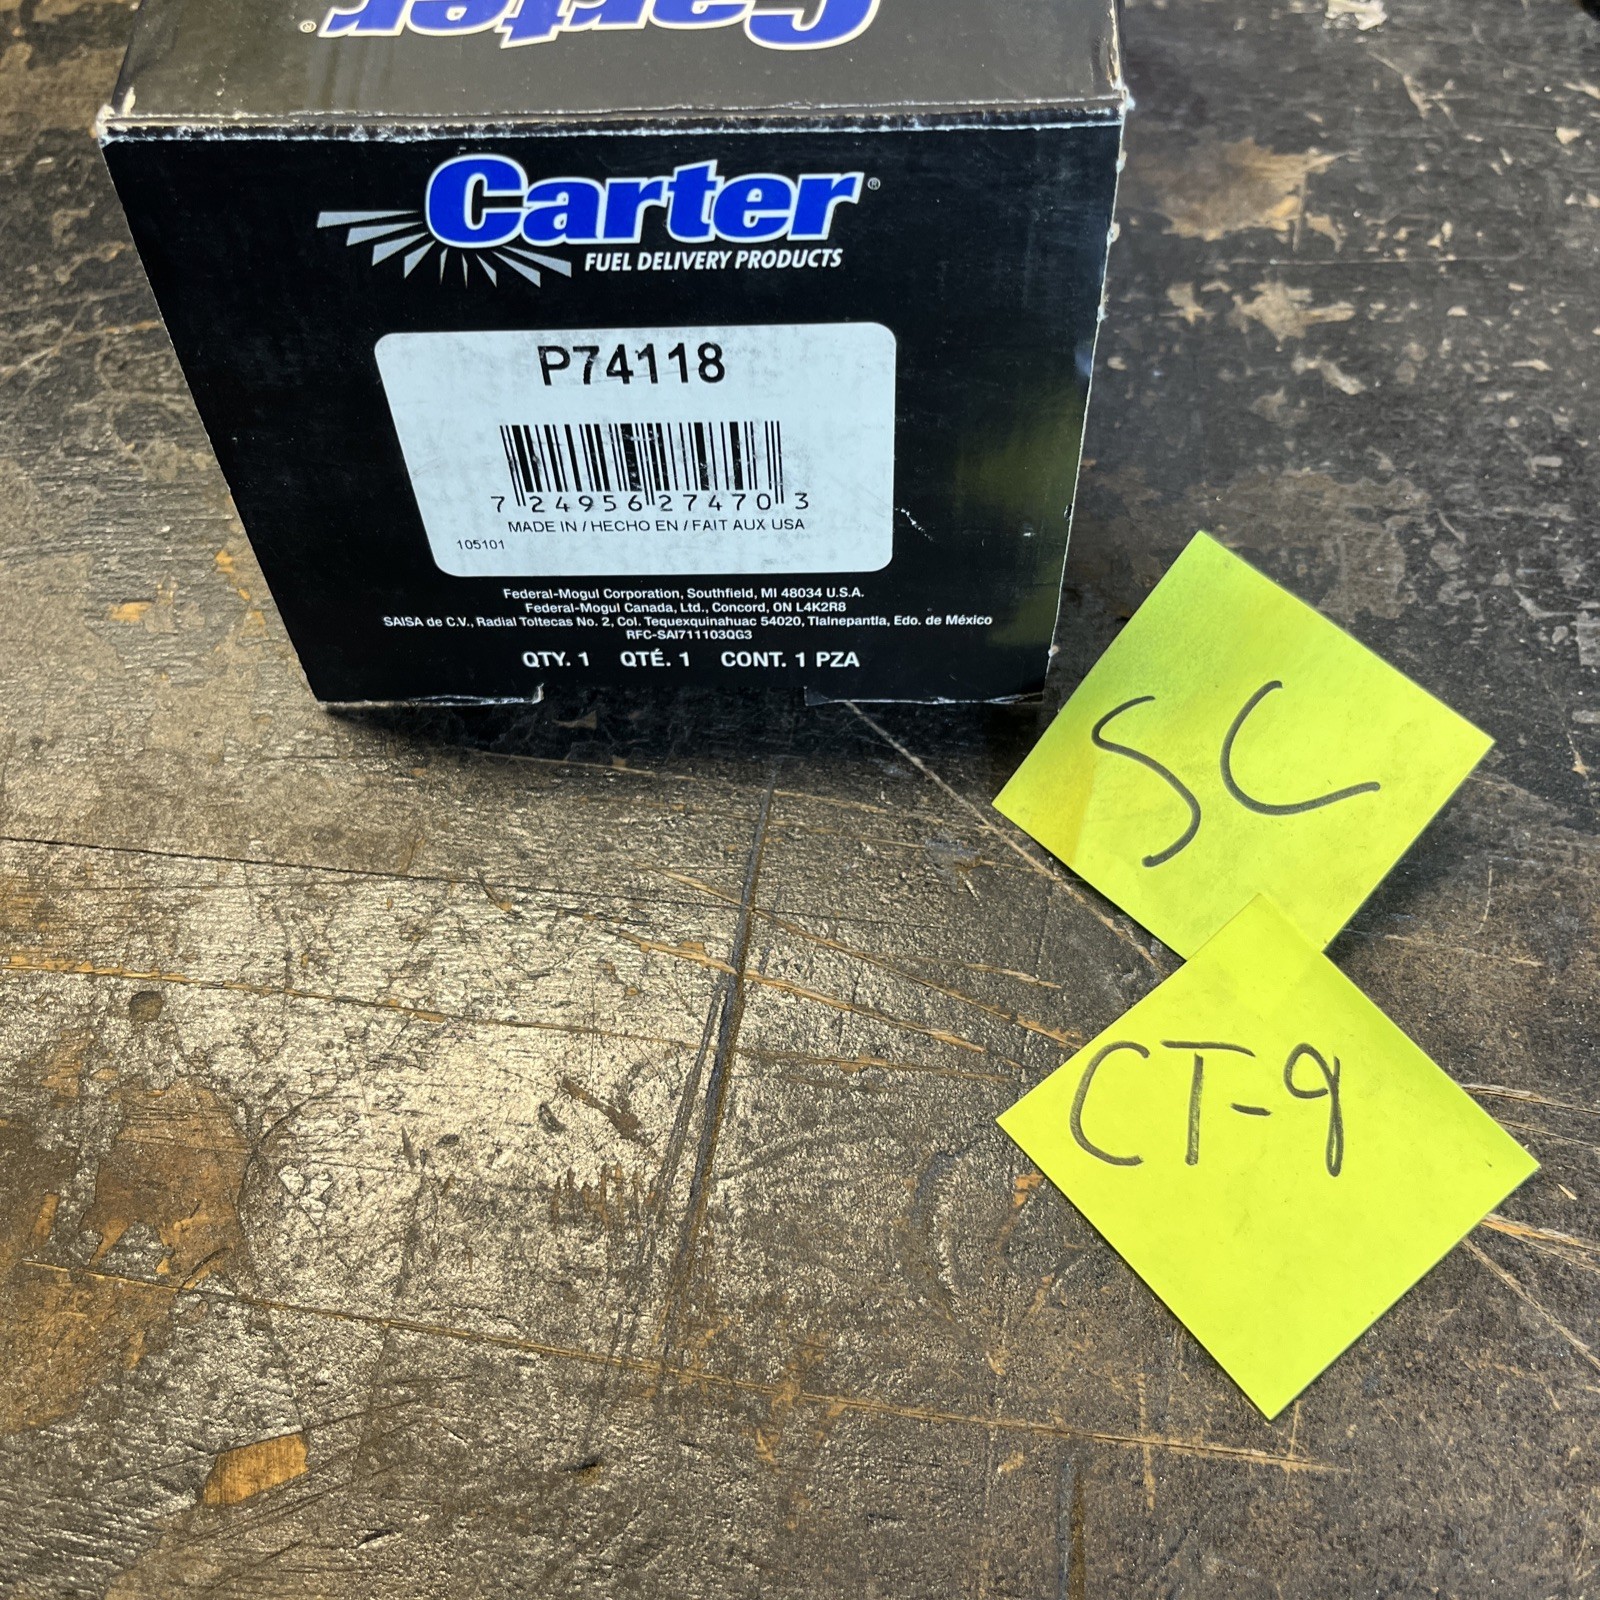 Carter®
Carter®
FUEL DELIVERY PRODUCTS
P74118
7 24956 27470 3
MADE IN / HECHO EN / FAIT AUX USA
105101
Federal-Mogul Corporation, Southfield, MI 48034 U.S.A.
Federal-Mogul Canada, Ltd., Concord, ON L4K2R8
SAISA de C.V., Radial Toltecas No. 2, Col. Tequexquinahuac 54020, Tlalnepantla, Edo. de México
RFC-SAI711103QG3
QTY. 1 QTÉ. 1 CONT. 1 PZA
SC
CT-9